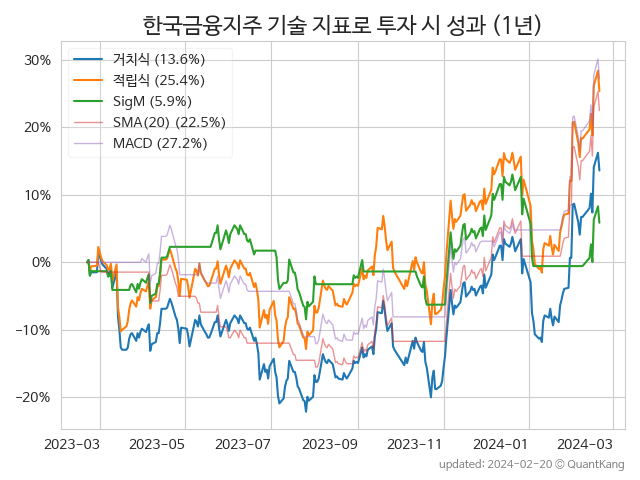 한국금융지주 기술 지표로 투자 시 성과 (1년)
30%
20%
10%
0%
−10%
−20%
거치식 (13.6%)
적립식 (25.4%)
SigM (5.9%)
SMA(20) (22.5%)
MACD (27.2%)
2023-03 2023-05 2023-07 2023-09 2023-11 2024-01 2024-03
updated: 2024-02-20 © QuantKang